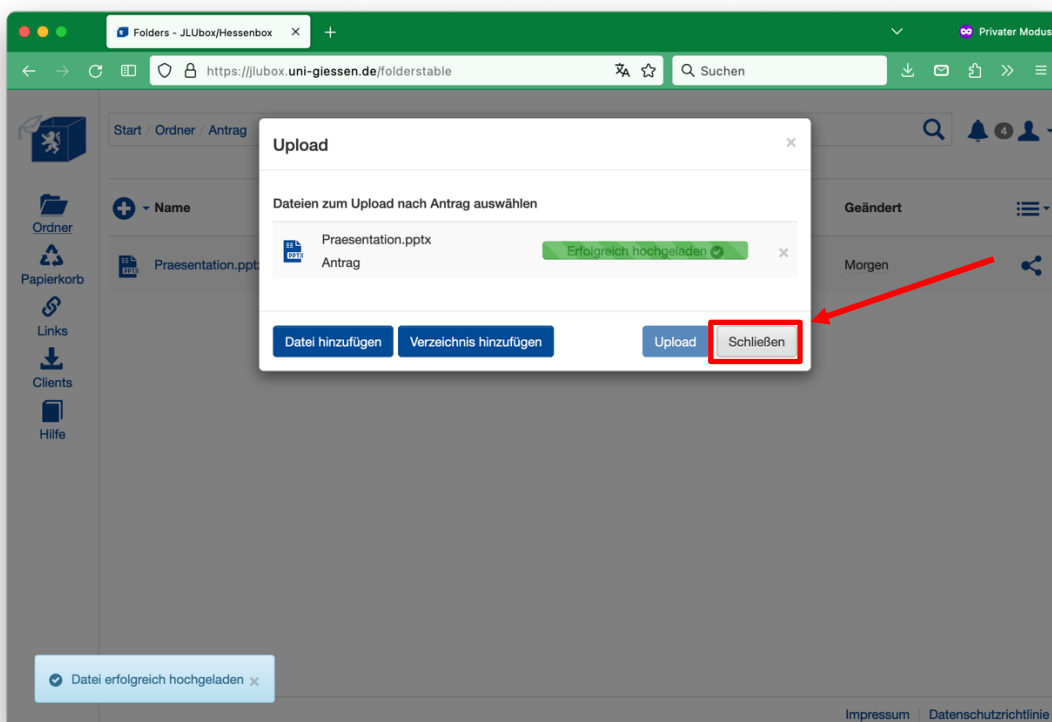 Folders - JLUbox/Hessenbox
Privater Modus
https://jlubox.uni-giessen.de/folderstable
Suchen
Start / Ordner / Antrag
4
Ordner
Papierkorb
Links
Clients
Hilfe
Name
Geändert
Praesentation.ppt
Morgen
Upload
Dateien zum Upload nach Antrag auswählen
PPTX
Praesentation.pptx
Antrag
Erfolgreich hochgeladen
Datei hinzufügen
Verzeichnis hinzufügen
Upload
Schließen
Datei erfolgreich hochgeladen
Impressum
Datenschutzrichtlinie